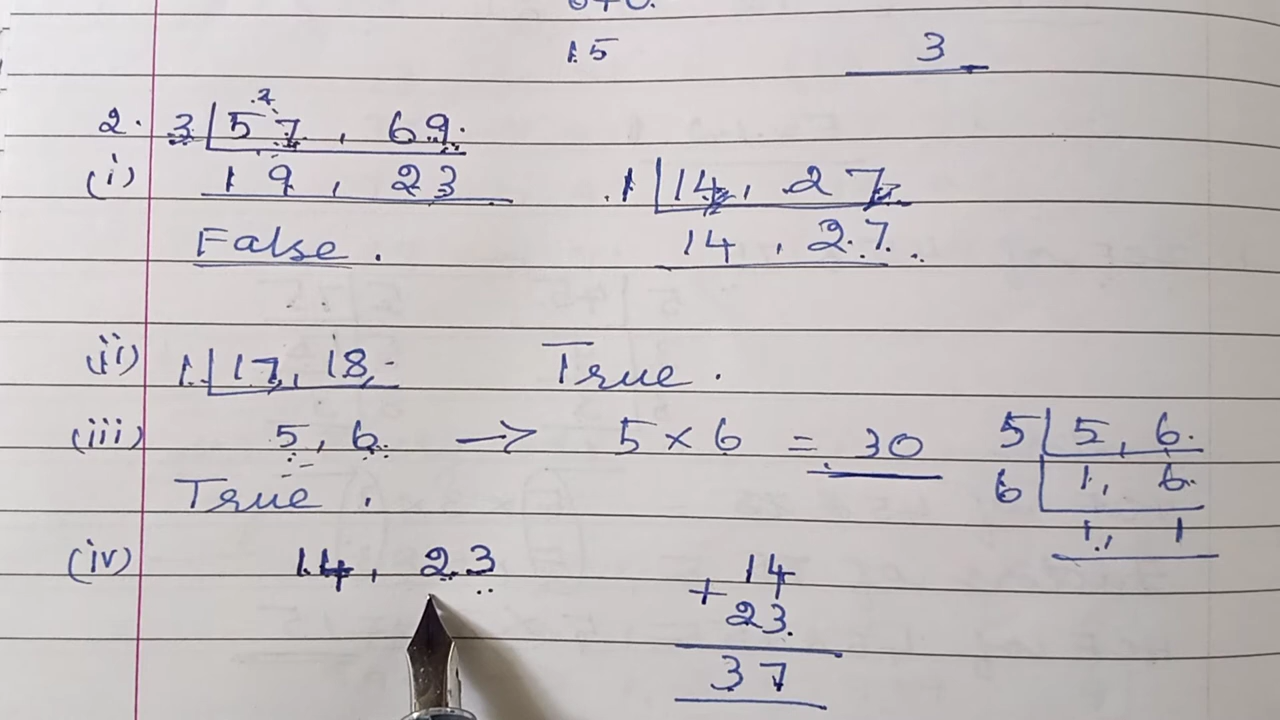 15 3
2. 3 | 57, 69.
(i) 19, 23 1 | 14, 27
False. 14, 27.
(ii) 1 | 17, 18. True.
(iii) 5, 6. → 5 × 6 = 30 5 | 5, 6.
True. 6 | 1, 6.
1, 1
(iv) 14, 23 14
+ 23.
37